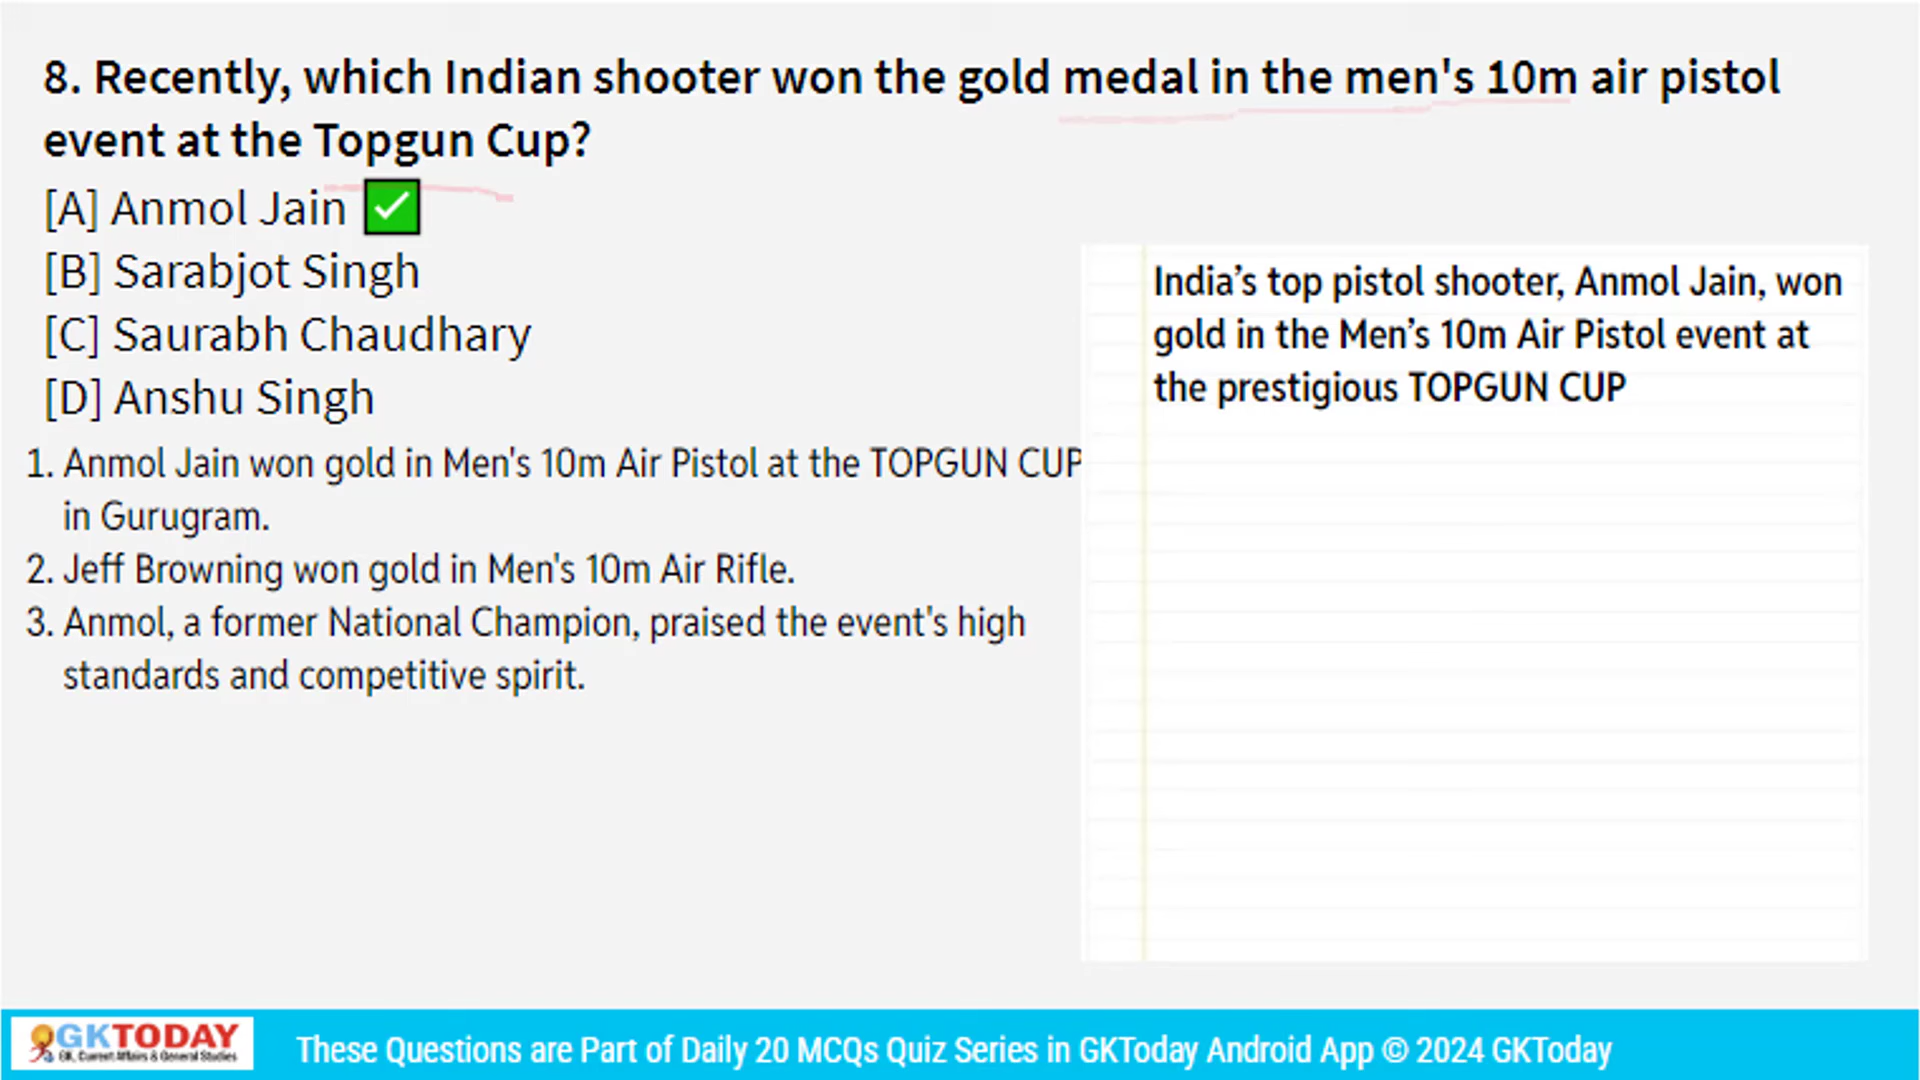 8. Recently, which Indian shooter won the gold medal in the men's 10m air pistol
event at the Topgun Cup?
[A] Anmol Jain
[B] Sarabjot Singh
[C] Saurabh Chaudhary
[D] Anshu Singh
1. Anmol Jain won gold in Men's 10m Air Pistol at the TOPGUN CUP
in Gurugram.
2. Jeff Browning won gold in Men's 10m Air Rifle.
3. Anmol, a former National Champion, praised the event's high
standards and competitive spirit.
India’s top pistol shooter, Anmol Jain, won
gold in the Men’s 10m Air Pistol event at
the prestigious TOPGUN CUP
GKTODAY
GK, Current Affairs & General Studies
These Questions are Part of Daily 20 MCQs Quiz Series in GKToday Android App © 2024 GKToday